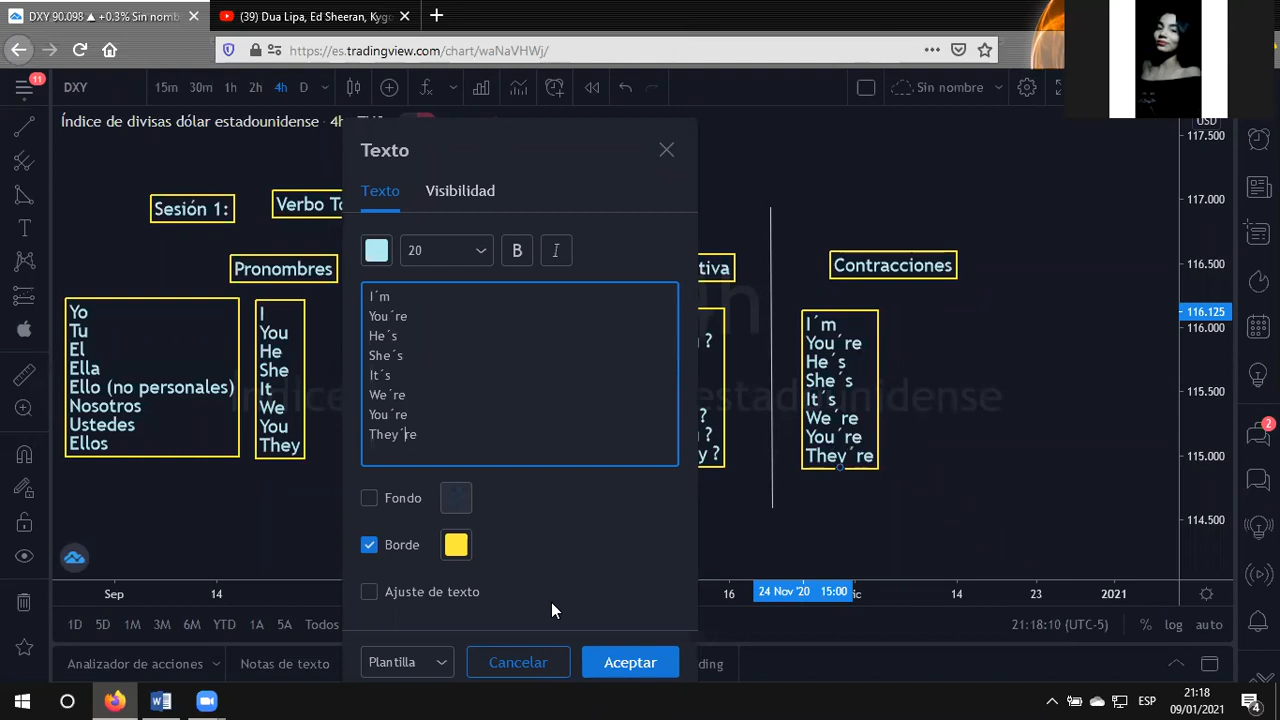 DXY 90.098 ▲ +0.3% Sin nomb
(39) Dua Lipa, Ed Sheeran, Kygo
https://es.tradingview.com/chart/waNaVHWj/
11
DXY 15m 30m 1h 2h 4h D
Sin nombre
Índice de divisas dólar estadounidense · 4h
USD
117.500
117.000
116.500
116.125
116.000
115.500
115.000
114.500
Texto
Texto Visibilidad
20 B I
I´m
You´re
He´s
She´s
It´s
We´re
You´re
They´re
Fondo
Borde
Ajuste de texto
Plantilla Cancelar Aceptar
Sesión 1:
Verbo To
Pronombres
tiva
Contracciones
Yo
Tu
El
Ella
Ello (no personales)
Nosotros
Ustedes
Ellos
I
You
He
She
It
We
You
They
?
?
?
y ?
I´m
You´re
He´s
She´s
It´s
We´re
You´re
They´re
2
Sep 14 16 24 Nov '20 15:00 ic 14 23 2021
1D 5D 1M 3M 6M YTD 1A 5A Todos
21:18:10 (UTC-5) % log auto
Analizador de acciones Notas de texto ding
ESP
21:18
09/01/2021
4